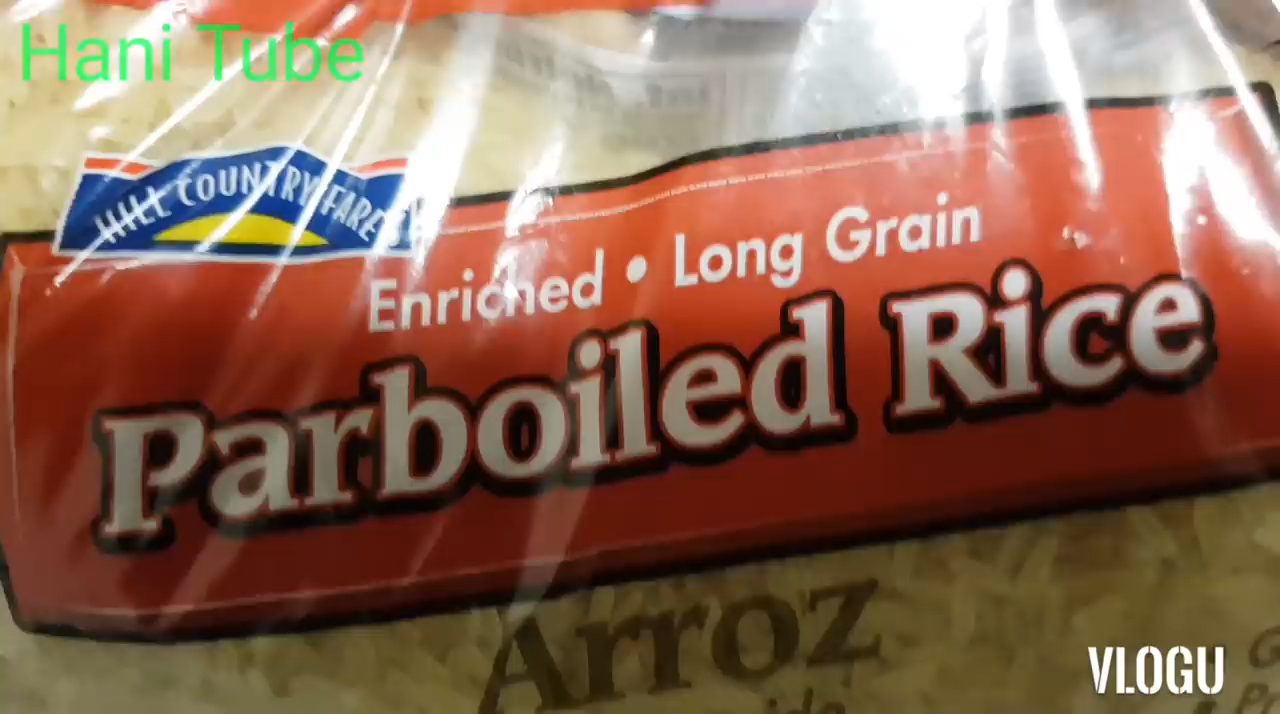 Hani Tube
HILL COUNTRY FARE
Enriched • Long Grain
Parboiled Rice
Arroz
VLOGU